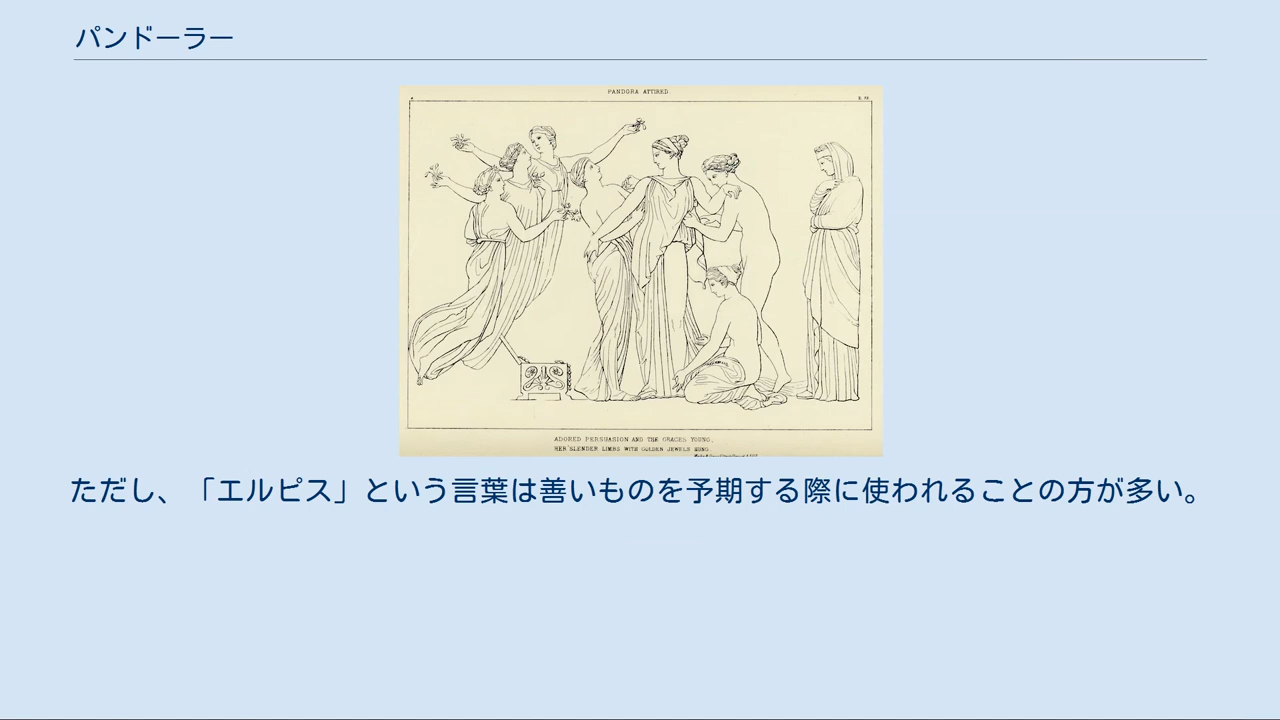 パンドーラー
PANDORA ATTIRED
ADORED PERSUASION AND THE GRACES YOUNG,
HER SLENDER LIMBS WITH GOLDEN JEWELS HUNG.
ただし、「エルピス」という言葉は善いものを予期する際に使われることの方が多い。